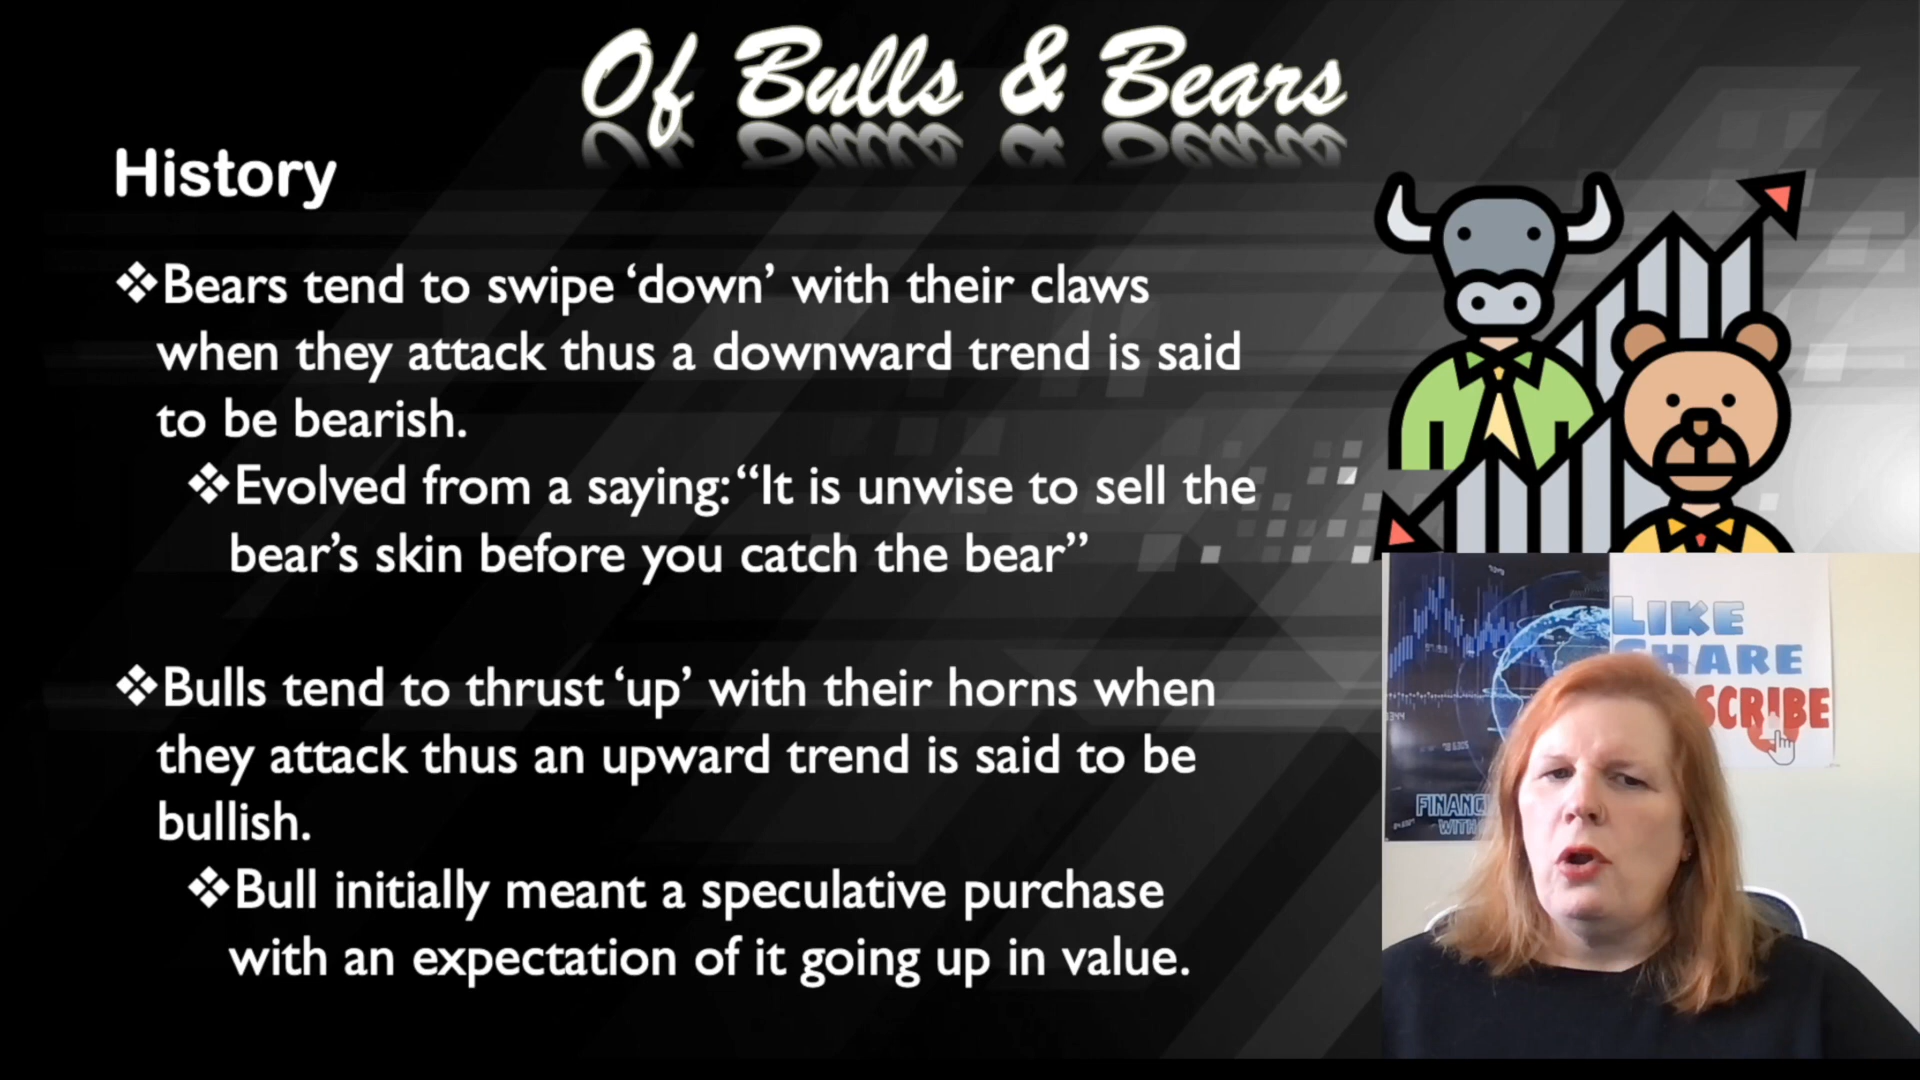 Of Bulls & Bears
History
❖Bears tend to swipe ‘down’ with their claws
when they attack thus a downward trend is said
to be bearish.
❖Evolved from a saying: “It is unwise to sell the
bear’s skin before you catch the bear”
❖Bulls tend to thrust ‘up’ with their horns when
they attack thus an upward trend is said to be
bullish.
❖Bull initially meant a speculative purchase
with an expectation of it going up in value.
LIKE
SHARE
SCRIBE
FINANC
WITH